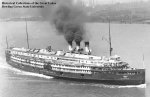 Historical Collections of the Great Lakes
Bowling Green State University